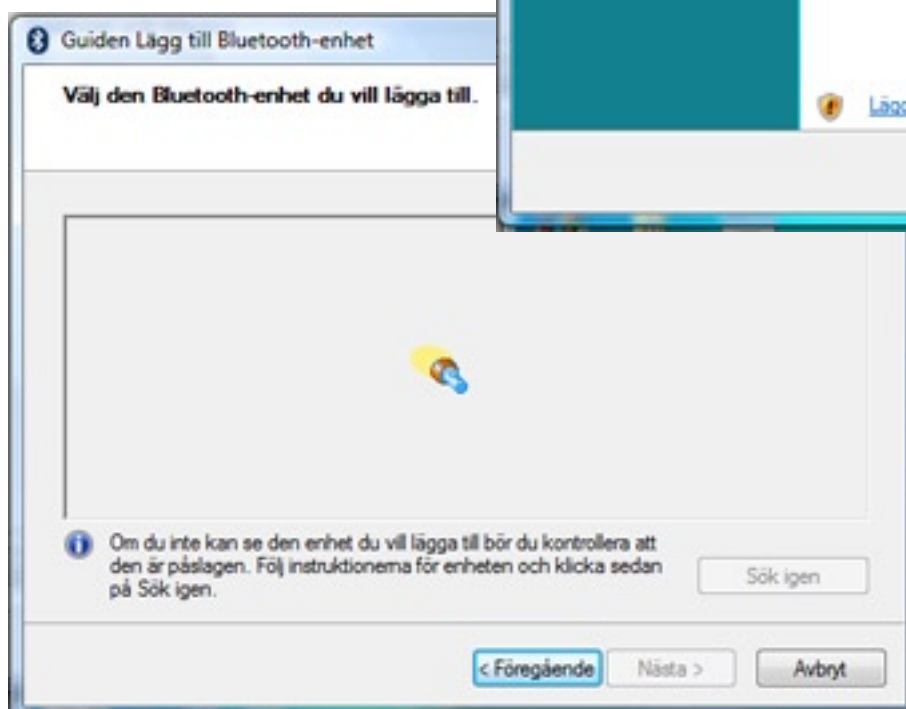 Guiden Lägg till Bluetooth-enhet
Välj den Bluetooth-enhet du vill lägga till.
Om du inte kan se den enhet du vill lägga till bör du kontrollera att
den är påslagen. Följ instruktionerna för enheten och klicka sedan
på Sök igen.
Sök igen
< Föregående
Nästa >
Avbryt